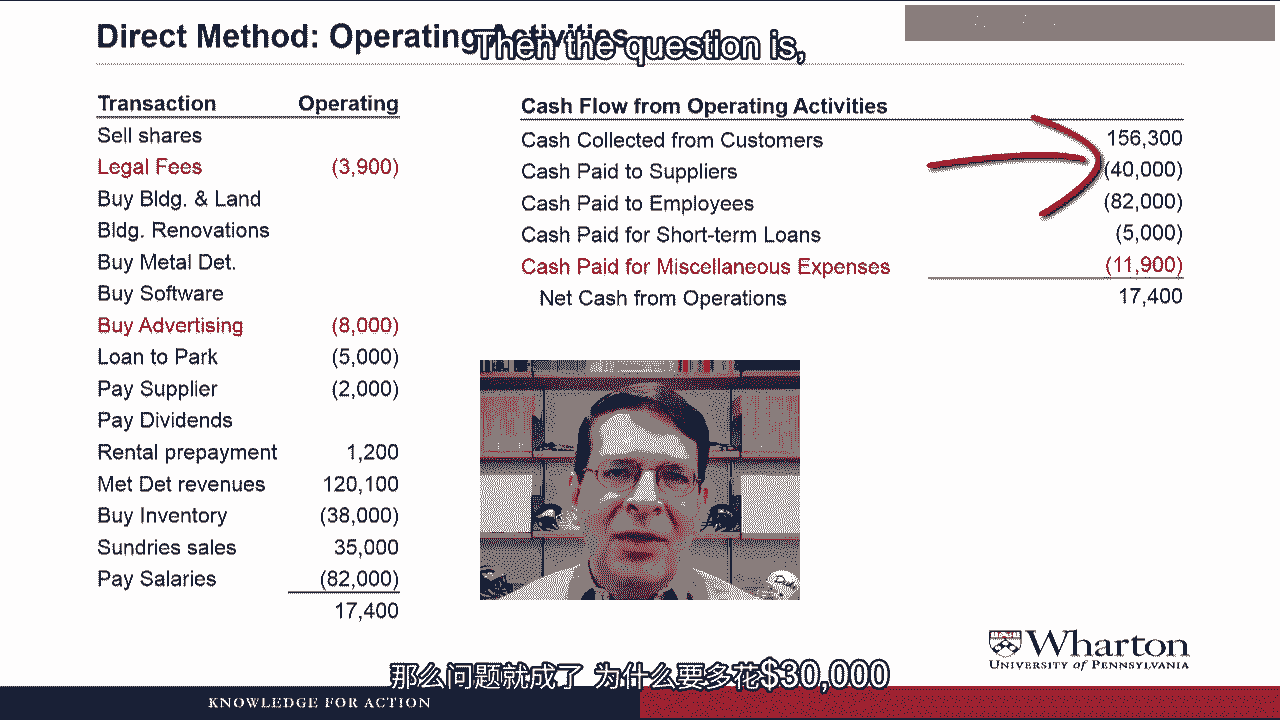 Direct Method: Operating Activities
Then the question is,
Transaction Operating
Sell shares
Legal Fees (3,900)
Buy Bldg. & Land
Bldg. Renovations
Buy Metal Det.
Buy Software
Buy Advertising (8,000)
Loan to Park (5,000)
Pay Supplier (2,000)
Pay Dividends
Rental prepayment 1,200
Met Det revenues 120,100
Buy Inventory (38,000)
Sundries sales 35,000
Pay Salaries (82,000)
17,400
Cash Flow from Operating Activities
Cash Collected from Customers 156,300
Cash Paid to Suppliers (40,000)
Cash Paid to Employees (82,000)
Cash Paid for Short-term Loans (5,000)
Cash Paid for Miscellaneous Expenses (11,900)
Net Cash from Operations 17,400
Wharton
UNIVERSITY of PENNSYLVANIA
那么问题就成了 为什么要多花$30,000
KNOWLEDGE FOR ACTION